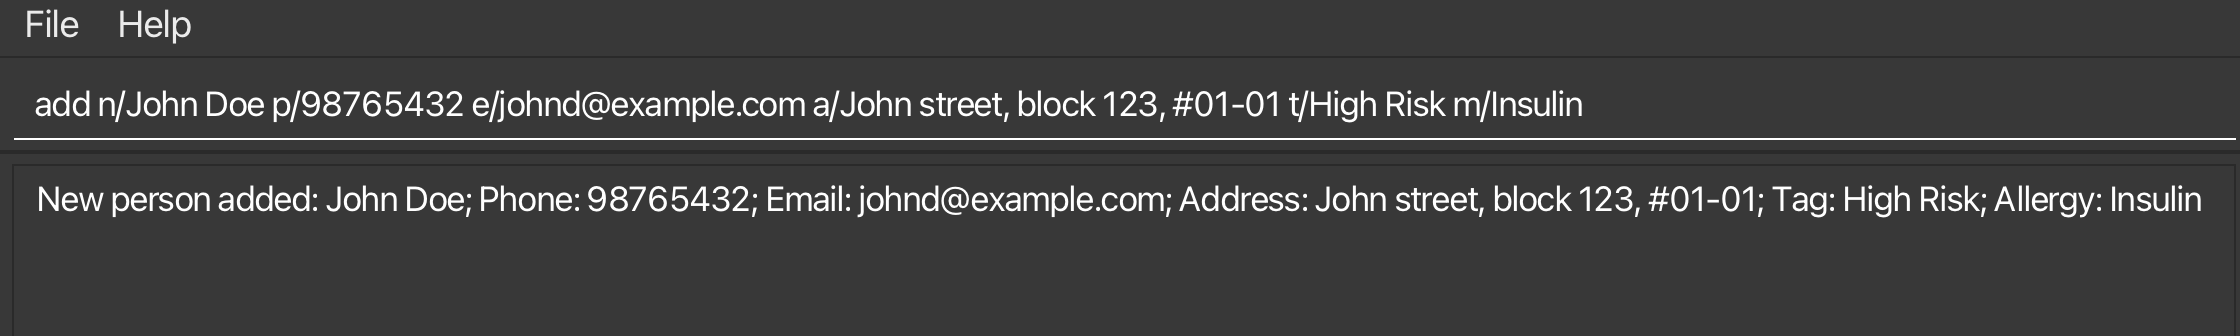 File Help
add n/John Doe p/98765432 e/johnd@example.com a/John street, block 123, #01-01 t/High Risk m/Insulin
New person added: John Doe; Phone: 98765432; Email: johnd@example.com; Address: John street, block 123, #01-01; Tag: High Risk; Allergy: Insulin